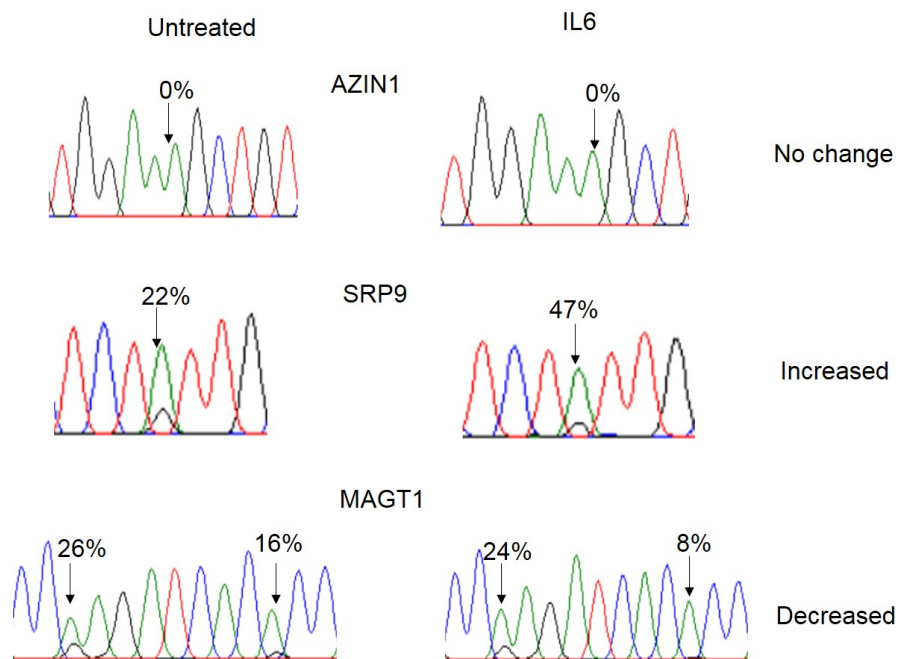 Untreated
IL6
AZIN1
0%
0%
No change
SRP9
22%
47%
Increased
MAGT1
26%
16%
24%
8%
Decreased